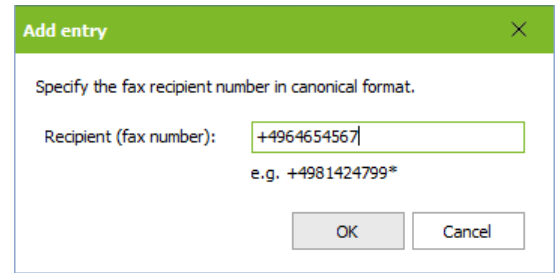 Add entry
Specify the fax recipient number in canonical format.
Recipient (fax number): +4964654567
e.g. +4981424799*
OK Cancel